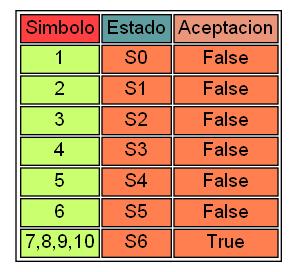 Simbolo Estado Aceptacion
1 S0 False
2 S1 False
3 S2 False
4 S3 False
5 S4 False
6 S5 False
7,8,9,10 S6 True